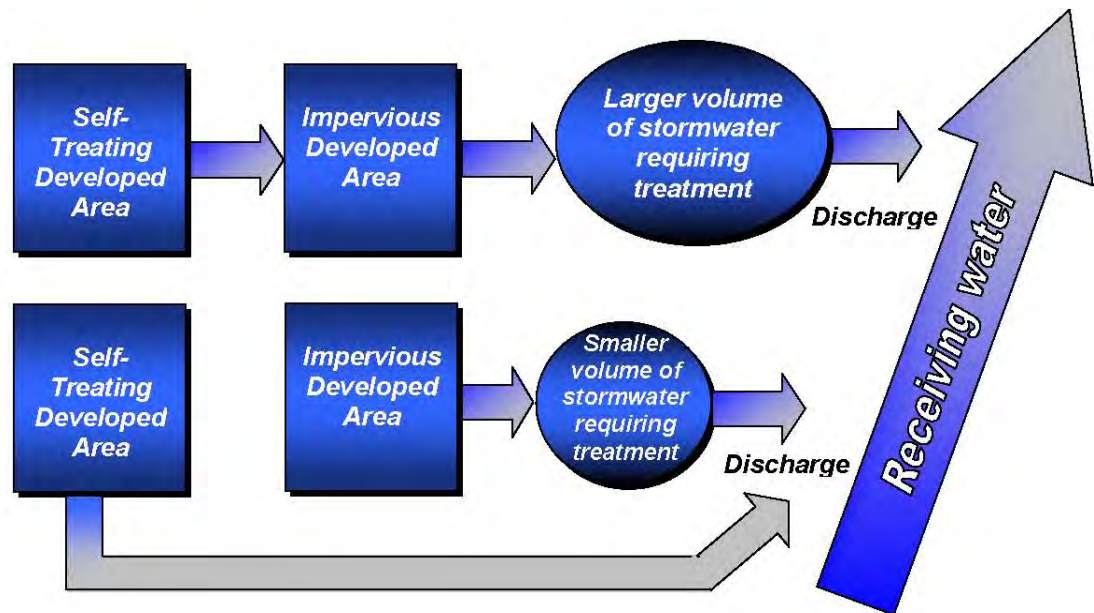 Self-
Treating
Developed
Area
Impervious
Developed
Area
Larger volume
of stormwater
requiring
treatment
Discharge
Self-
Treating
Developed
Area
Impervious
Developed
Area
Smaller
volume of
stormwater
requiring
treatment
Discharge
Receiving water